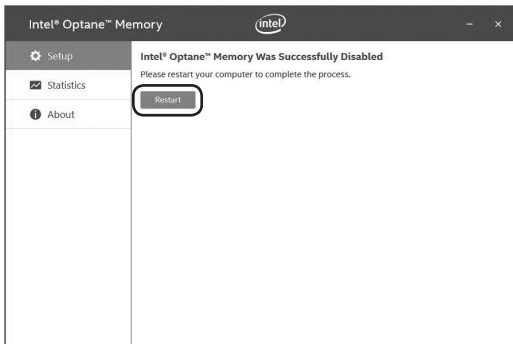 Intel® Optane™ Memory
intel
Setup
Statistics
About
Intel® Optane™ Memory Was Successfully Disabled
Please restart your computer to complete the process.
Restart